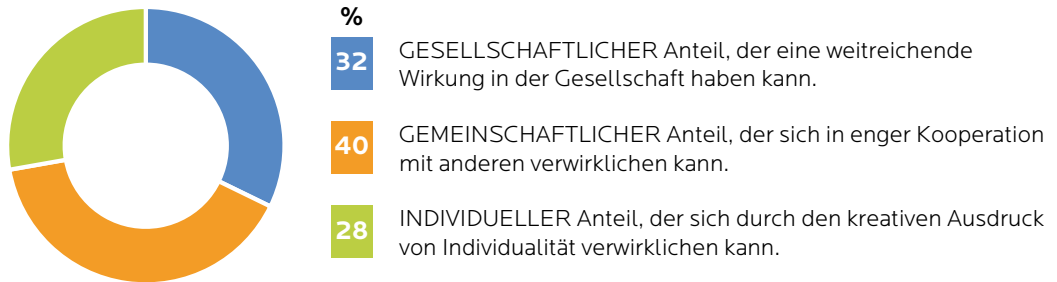 %
32 GESELLSCHAFTLICHER Anteil, der eine weitreichende
Wirkung in der Gesellschaft haben kann.
40 GEMEINSCHAFTLICHER Anteil, der sich in enger Kooperation
mit anderen verwirklichen kann.
28 INDIVIDUELLER Anteil, der sich durch den kreativen Ausdruck
von Individualität verwirklichen kann.